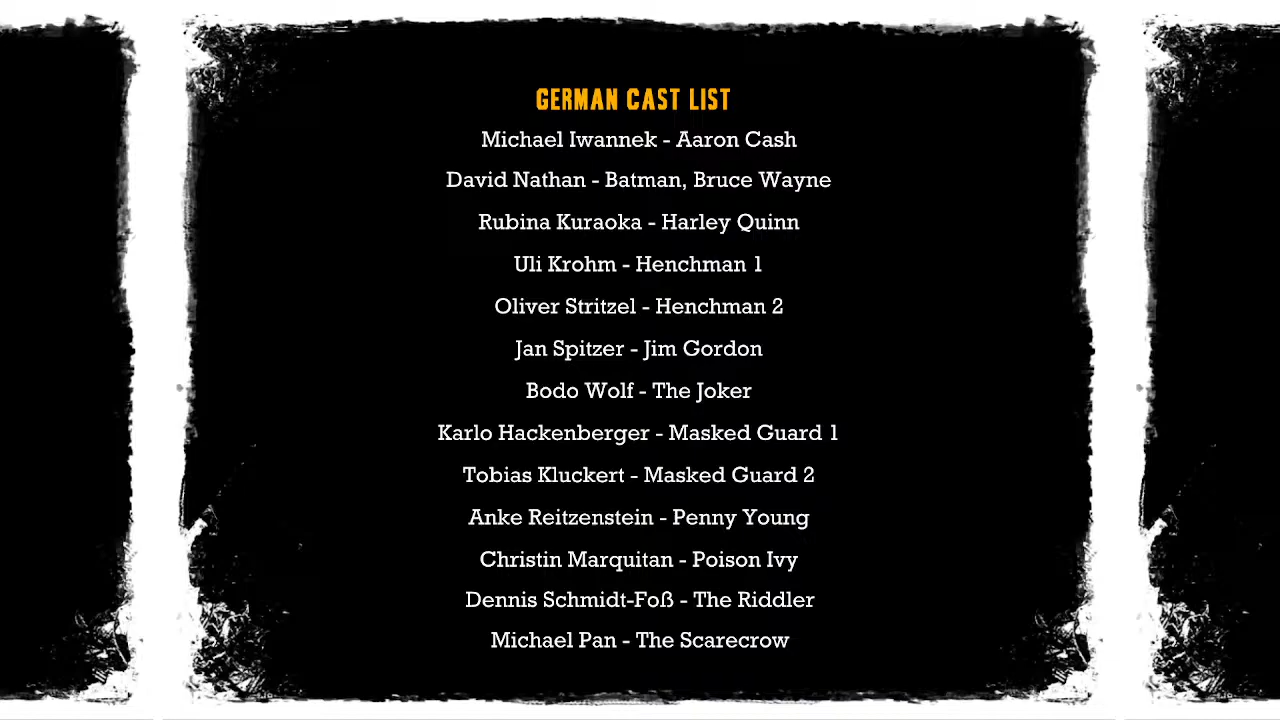 GERMAN CAST LIST
Michael Iwannek - Aaron Cash
David Nathan - Batman, Bruce Wayne
Rubina Kuraoka - Harley Quinn
Uli Krohm - Henchman 1
Oliver Stritzel - Henchman 2
Jan Spitzer - Jim Gordon
Bodo Wolf - The Joker
Karlo Hackenberger - Masked Guard 1
Tobias Kluckert - Masked Guard 2
Anke Reitzenstein - Penny Young
Christin Marquitan - Poison Ivy
Dennis Schmidt-Foß - The Riddler
Michael Pan - The Scarecrow